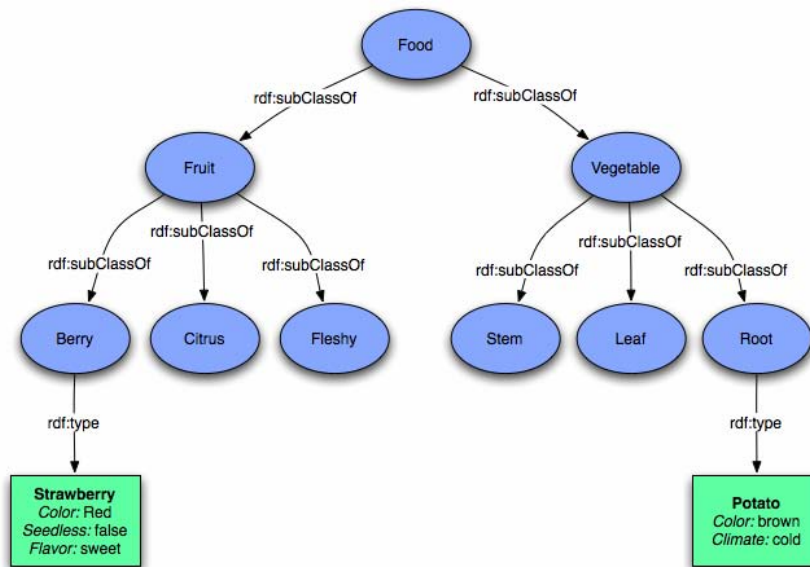 Food
rdf:subClassOf
rdf:subClassOf
Fruit
Vegetable
rdf:subClassOf
rdf:subClassOf
rdf:subClassOf
rdf:subClassOf
rdf:subClassOf
rdf:subClassOf
Berry
Citrus
Fleshy
Stem
Leaf
Root
rdf:type
rdf:type
Strawberry
Color: Red
Seedless: false
Flavor: sweet
Potato
Color: brown
Climate: cold